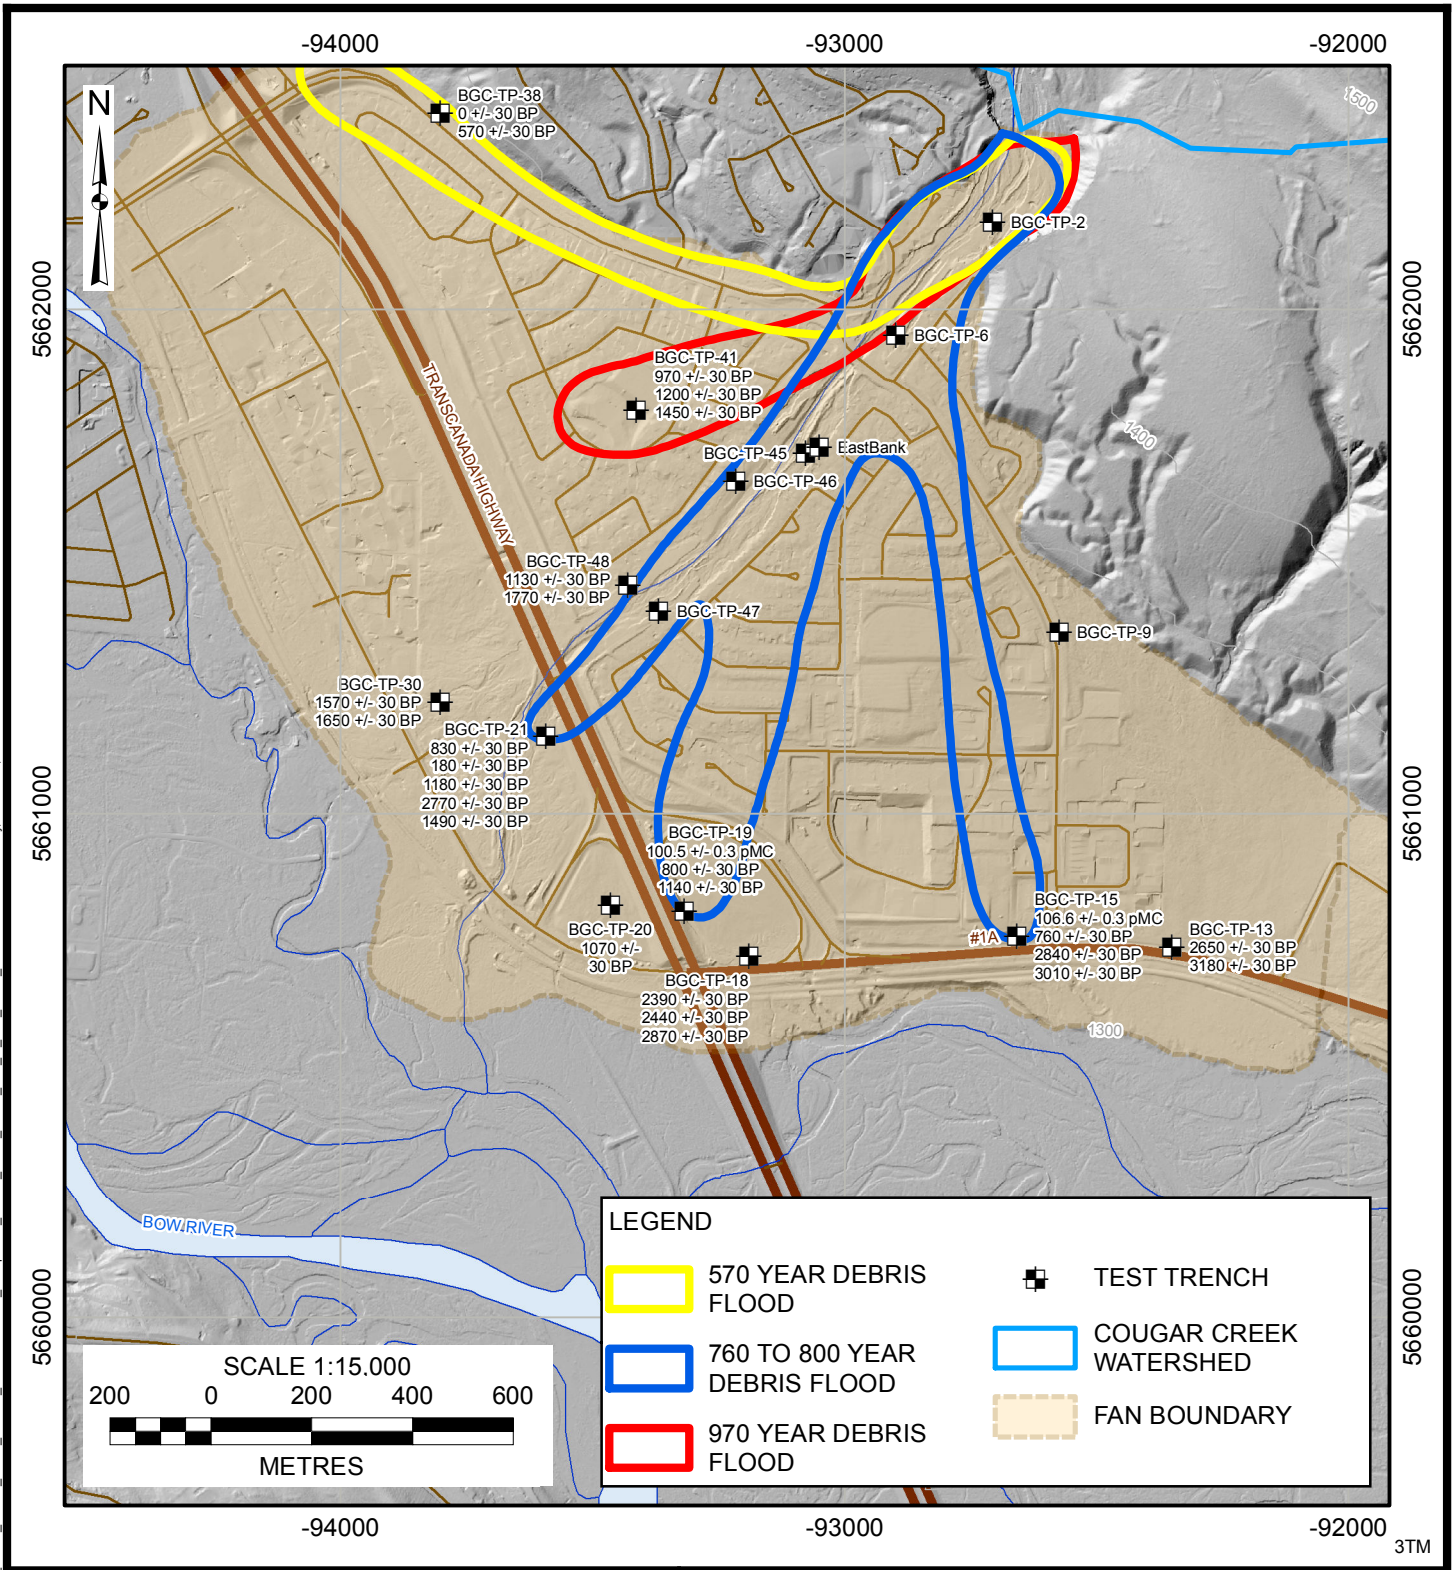 -94000
-93000
-92000
N
BGC-TP-38
0 +/- 30 BP
570 +/- 30 BP
1500
BGC-TP-2
5662000
5662000
BGC-TP-6
BGC-TP-41
970 +/- 30 BP
1200 +/- 30 BP
1450 +/- 30 BP
TRANSCANADA HIGHWAY
1400
BGC-TP-45
EastBank
BGC-TP-46
BGC-TP-48
1130 +/- 30 BP
1770 +/- 30 BP
BGC-TP-47
BGC-TP-9
BGC-TP-30
1570 +/- 30 BP
1650 +/- 30 BP
BGC-TP-21
830 +/- 30 BP
180 +/- 30 BP
1180 +/- 30 BP
2770 +/- 30 BP
1490 +/- 30 BP
5661000
5661000
BGC-TP-19
100.5 +/- 0.3 pMC
800 +/- 30 BP
1140 +/- 30 BP
BGC-TP-20
1070 +/-
30 BP
BGC-TP-15
106.6 +/- 0.3 pMC
760 +/- 30 BP
2840 +/- 30 BP
3010 +/- 30 BP
#1A
BGC-TP-13
2650 +/- 30 BP
3180 +/- 30 BP
BGC-TP-18
2390 +/- 30 BP
2440 +/- 30 BP
2870 +/- 30 BP
1300
BOW RIVER
LEGEND
570 YEAR DEBRIS
FLOOD
760 TO 800 YEAR
DEBRIS FLOOD
970 YEAR DEBRIS
FLOOD
TEST TRENCH
COUGAR CREEK
WATERSHED
FAN BOUNDARY
5660000
5660000
SCALE 1:15,000
200 0 200 400 600
METRES
-94000
-93000
-92000
3TM